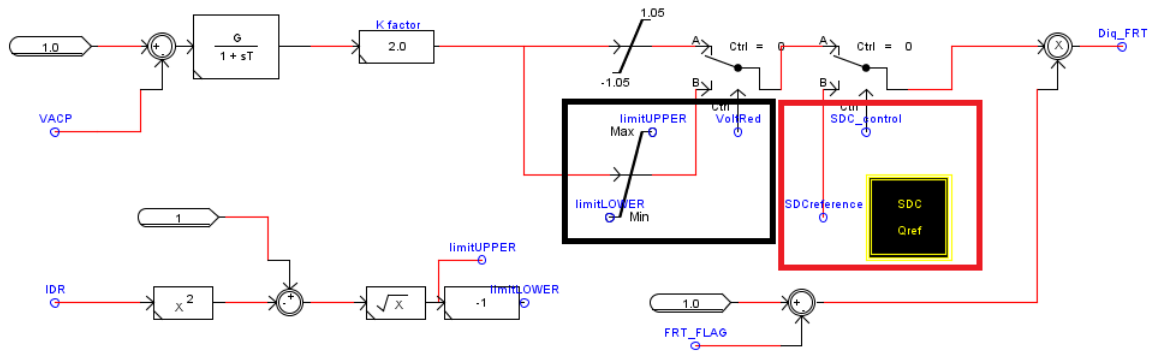 1.0
+
-
G
1 + sT
K factor
2.0
1.05
-1.05
A
B
Ctrl = 0
Ctrl
A
B
Ctrl = 0
Ctrl
X
Diq_FRT
VACP
limitUPPER
Max
limitLOWER
Min
VoltRed
SDC_control
SDCreference
SDC
Qref
1
limitUPPER
IDR
X 2
+
-
√X
-1
limitLOWER
1.0
+
-
FRT_FLAG